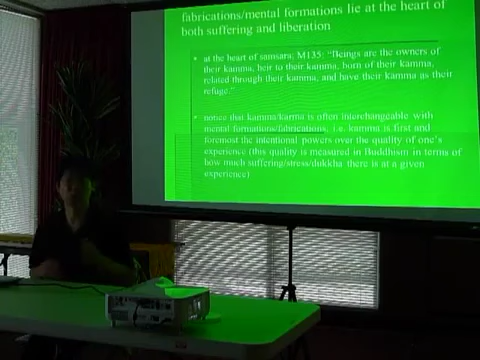 fabrications/mental formations lie at the heart of
both suffering and liberation
• at the heart of samsara; M135: "Beings are the owners of
their kamma, heir to their kamma, born of their kamma,
related through their kamma, and have their kamma as their
refuge."
• notice that kamma/karma is often interchangeable with
mental formations/fabrications, i.e. kamma is first and
foremost the intentional powers over the quality of one's
experience (this quality is measured in Buddhism in terms of
how much suffering/stress/dukkha there is at a given
experience)